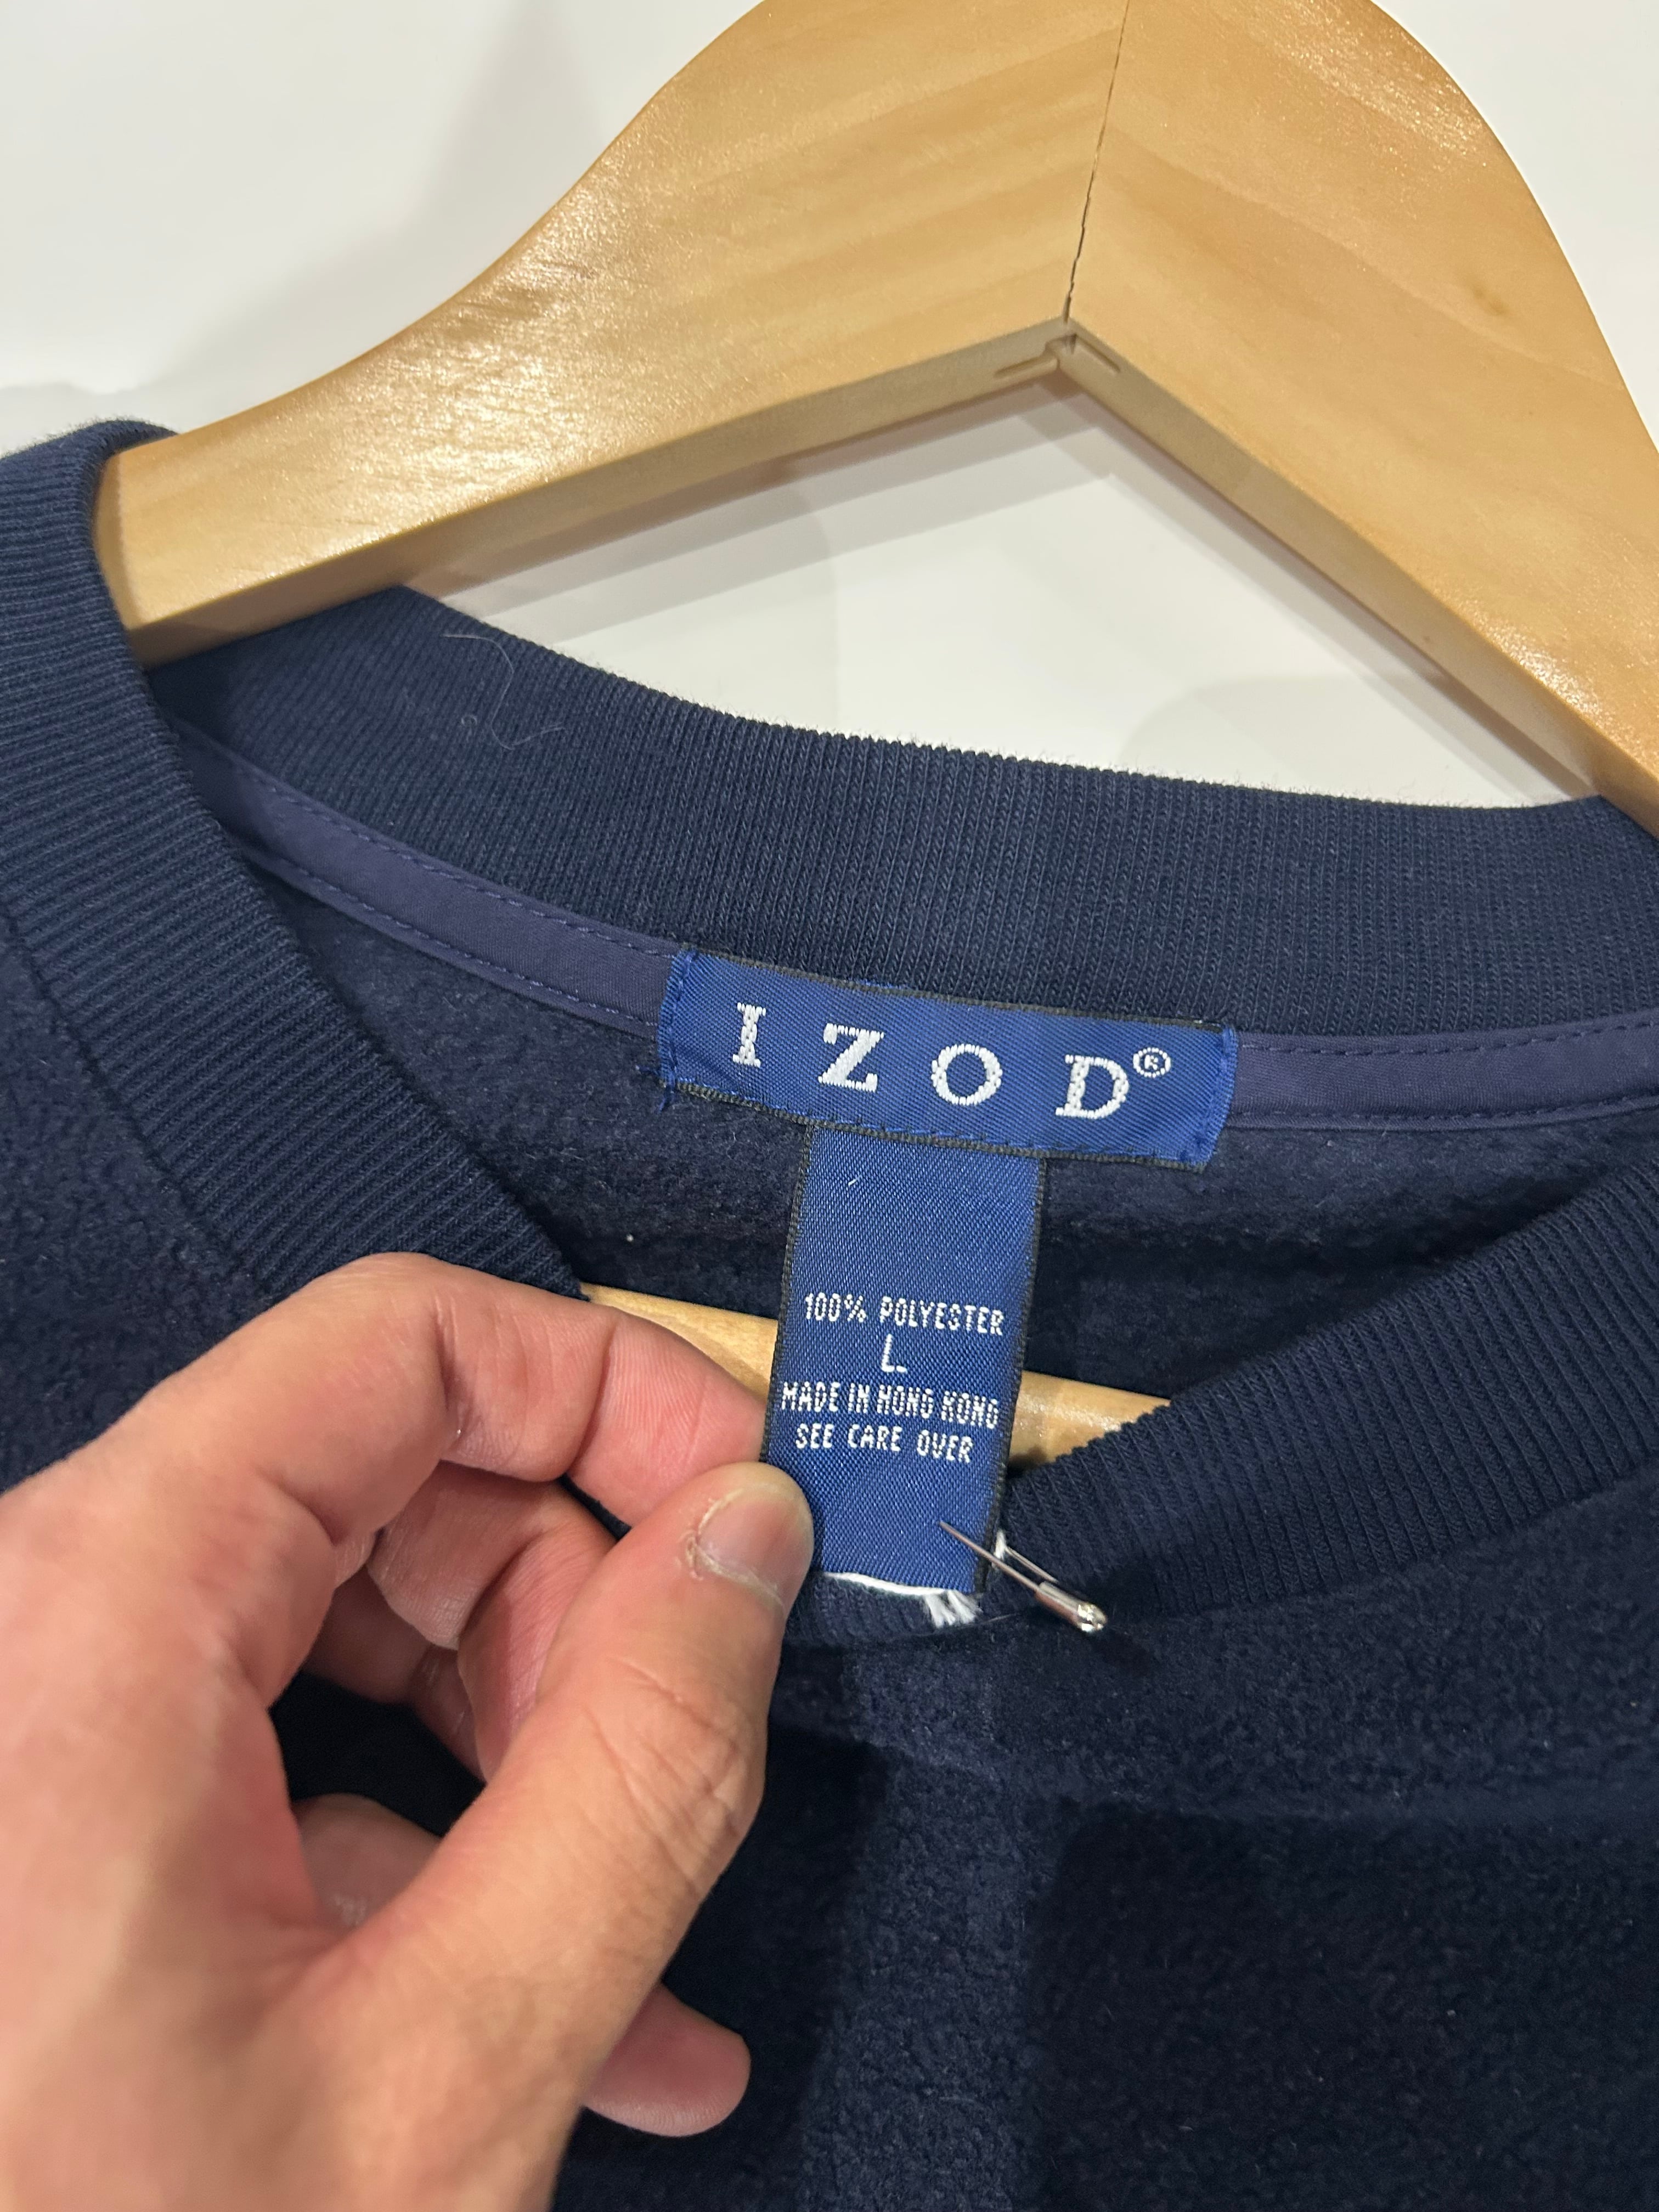 IZOD®
100% POLYESTER
L
MADE IN HONG KONG
SEE CARE OVER